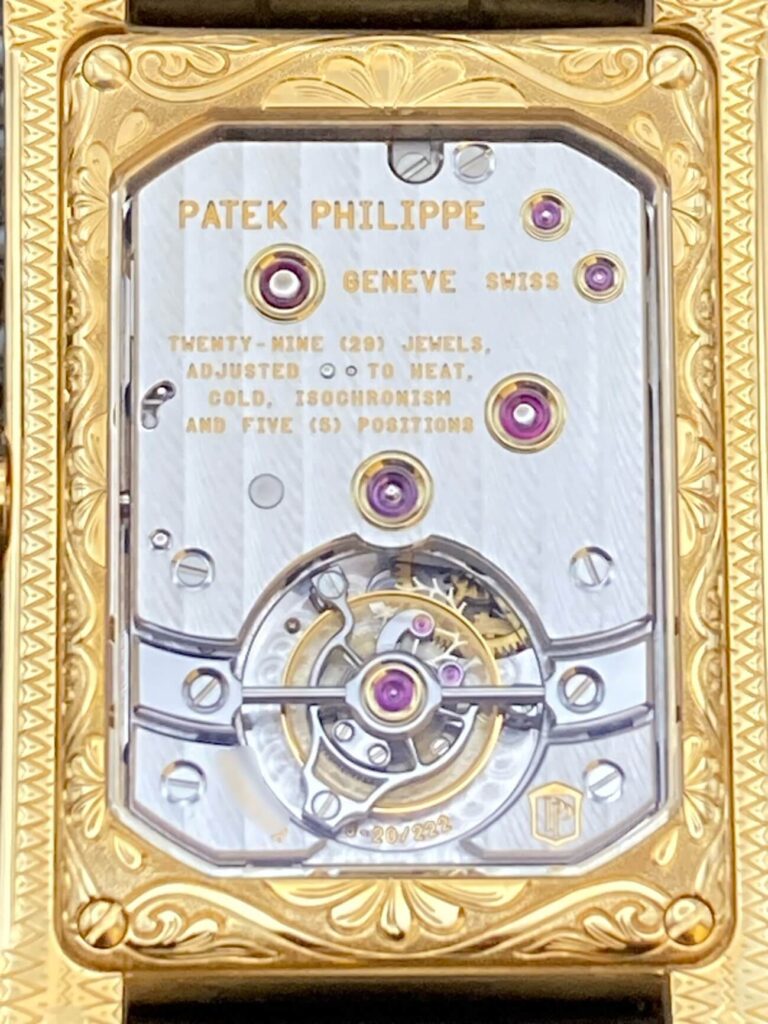 PATEK PHILIPPE
GENEVE SWISS
TWENTY-NINE (29) JEWELS,
ADJUSTED TO HEAT,
COLD, ISOCHRONISM
AND FIVE (5) POSITIONS
-20/222
PP